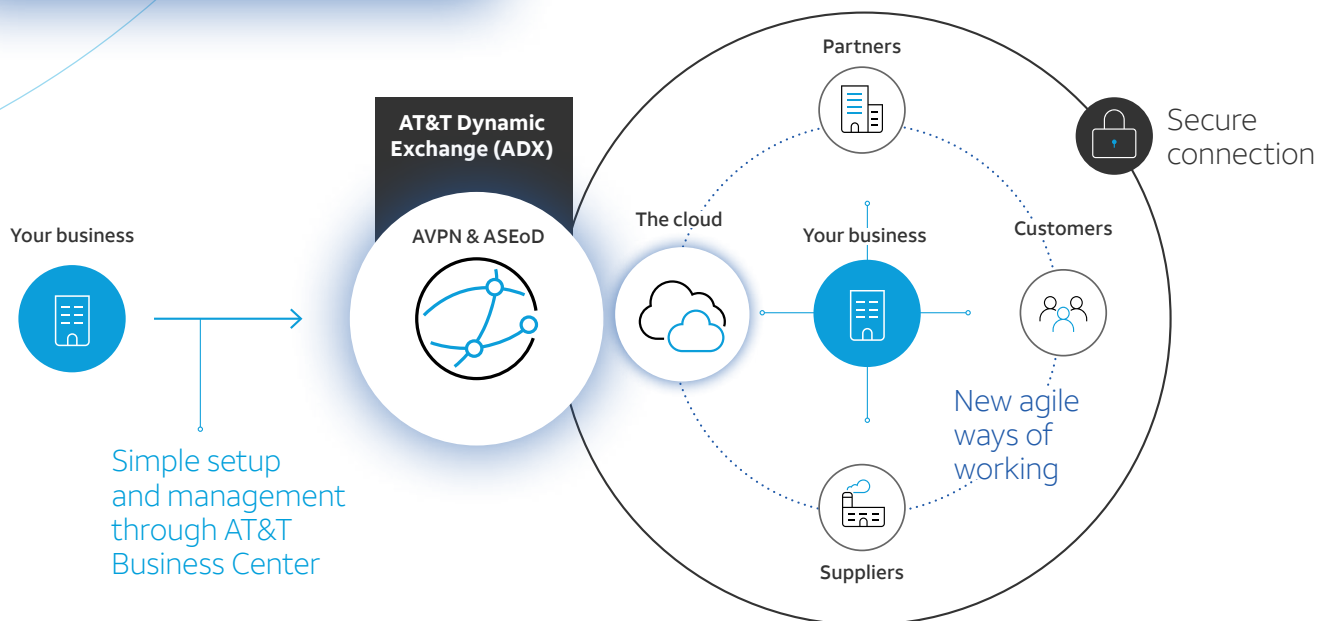 Partners
AT&T Dynamic
Exchange (ADX)
Secure
connection
Your business
AVPN & ASEoD
The cloud
Your business
Customers
New agile
ways of
working
Simple setup
and management
through AT&T
Business Center
Suppliers